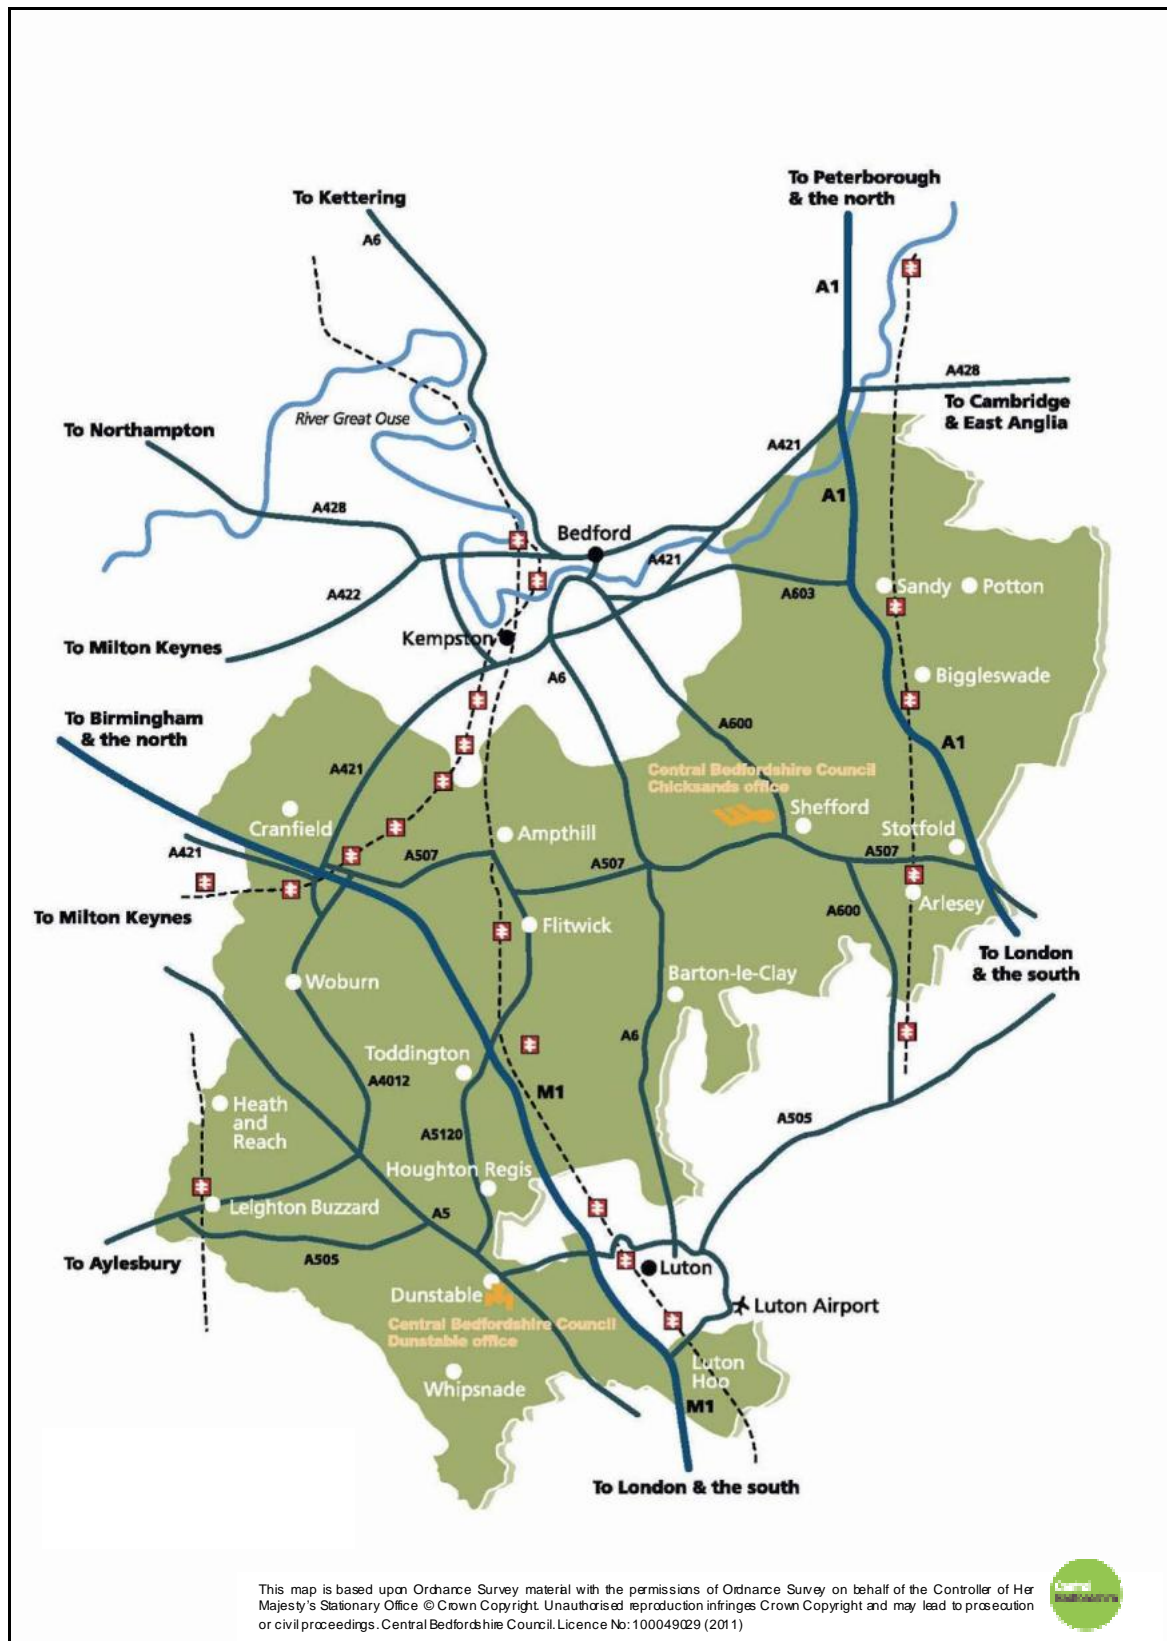 To Peterborough
& the north
To Kettering
A6
A1
A428
To Cambridge
& East Anglia
River Great Ouse
To Northampton
A421
A1
A428
Bedford
A421
A422
A603
Sandy
Potton
Kempston
To Milton Keynes
A6
Biggleswade
To Birmingham
& the north
A600
A1
A421
Central Bedfordshire Council
Chicksands office
Shefford
Cranfield
Ampthill
Stotfold
A421
A507
A507
A507
To Milton Keynes
A600
Arlesey
Flitwick
To London
& the south
Woburn
Barton-le-Clay
Toddington
A6
A4012
M1
Heath
and
Reach
A5120
A505
Houghton Regis
Leighton Buzzard
A5
To Aylesbury
A505
Luton
Dunstable
Luton Airport
Central Bedfordshire Council
Dunstable office
Luton
Hoo
Whipsnade
M1
To London & the south
This map is based upon Ordnance Survey material with the permissions of Ordnance Survey on behalf of the Controller of Her
Majesty's Stationary Office © Crown Copyright. Unauthorised reproduction infringes Crown Copyright and may lead to prosecution
or civil proceedings. Central Bedfordshire Council. Licence No: 100049029 (2011)